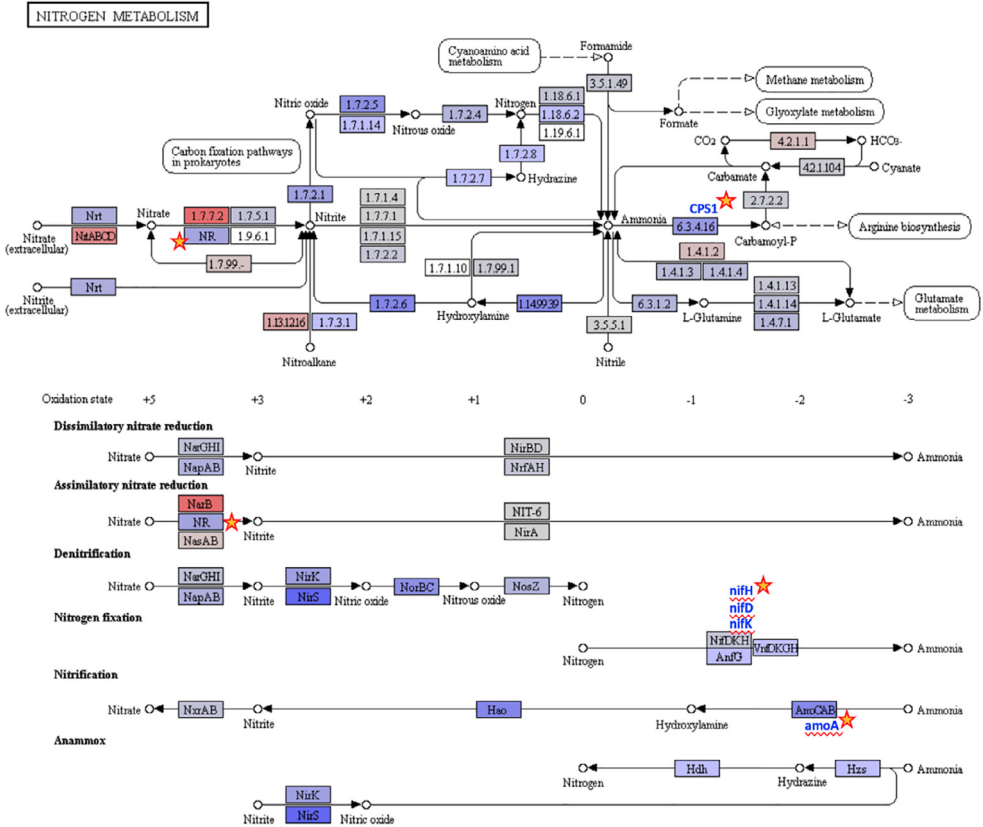 NITROGEN METABOLISM
Cyanoamino acid
metabolism
Formamide
3.5.1.49
Methane metabolism
Glyoxylate metabolism
Formate
Nitric oxide
1.7.2.5
1.7.1.14
Nitrous oxide
1.7.2.4
Nitrogen
1.18.6.1
1.18.6.2
1.19.6.1
Carbon fixation pathways
in prokaryotes
1.7.2.8
1.7.2.7
Hydrazine
CO2
4.2.1.1
HCO3-
Carbamate
4.2.1.104
Cyanate
1.7.2.1
2.7.2.2
CPS1
Nrt
NrtABCD
Nitrate
(extracellular)
Nitrate
1.7.7.2
1.7.5.1
NR
1.9.6.1
1.7.99.-
Nitrite
1.7.1.4
1.7.7.1
1.7.1.15
1.7.2.2
Ammonia
6.3.4.16
Carbamoyl-P
Arginine biosynthesis
1.4.1.2
1.4.1.3
1.4.1.4
1.7.1.10
1.7.99.1
Nrt
Nitrite
(extracellular)
1.7.2.6
Hydroxylamine
1.14.99.39
6.3.1.2
L-Glutamine
1.4.1.13
1.4.1.14
1.4.7.1
L-Glutamate
Glutamate
metabolism
1.13.12.16
1.7.3.1
Nitroalkane
3.5.5.1
Nitrile
Oxidation state +5 +3 +2 +1 0 -1 -2 -3
Dissimilatory nitrate reduction
Nitrate
NarGHI
NapAB
Nitrite
NirBD
NrfAH
Ammonia
Assimilatory nitrate reduction
Nitrate
NarB
NR
NasAB
Nitrite
NIT-6
NirA
Ammonia
Denitrification
Nitrate
NarGHI
NapAB
Nitrite
NirK
NirS
Nitric oxide
NorBC
Nitrous oxide
NosZ
Nitrogen
Nitrogen fixation
nifH
nifD
nifK
Nitrogen
NifDKH
AnfG
VnfDKGH
Ammonia
Nitrification
Nitrate
NxrAB
Nitrite
Hao
Hydroxylamine
AmoCAB
amoA
Ammonia
Anammox
Nitrogen
Hdh
Hydrazine
Hzs
Ammonia
Nitrite
NirK
NirS
Nitric oxide